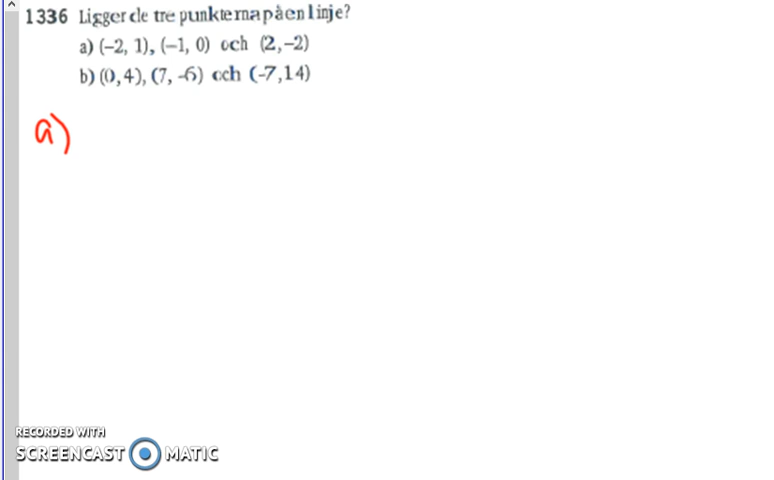 1336 Ligger de tre punkterna på en linje?
a) (–2, 1), (–1, 0) och (2,–2)
b) (0,4), (7, -6) och (-7,14)
a)
RECORDED WITH
SCREENCAST MATIC